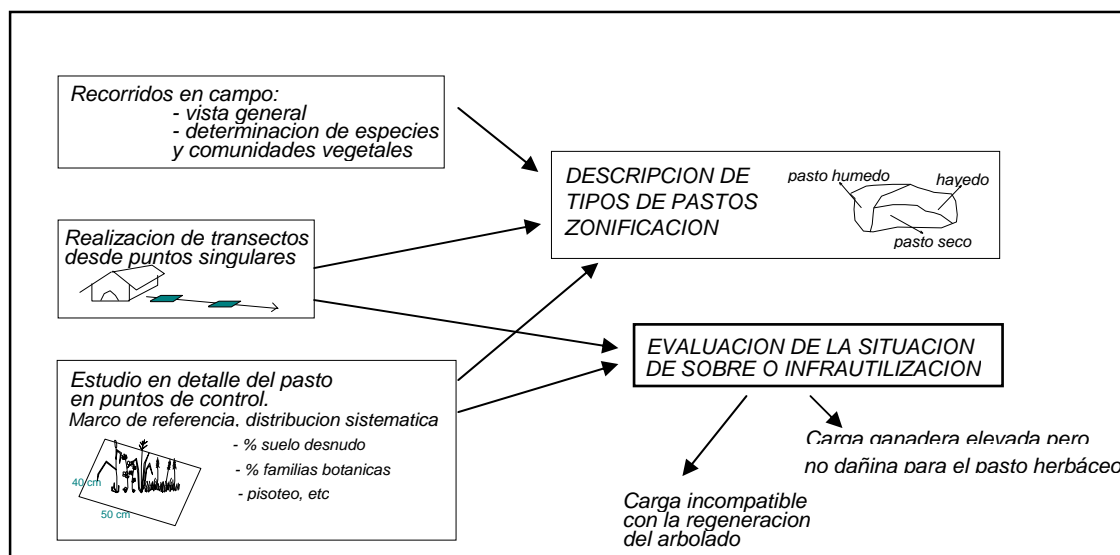 Recorridos en campo:
- vista general
- determinacion de especies
y comunidades vegetales
Realizacion de transectos
desde puntos singulares
Estudio en detalle del pasto
en puntos de control.
Marco de referencia, distribucion sistematica
- % suelo desnudo
- % familias botanicas
- pisoteo, etc
40 cm
50 cm
DESCRIPCION DE
TIPOS DE PASTOS
ZONIFICACION
pasto humedo
hayedo
pasto seco
EVALUACION DE LA SITUACION
DE SOBRE O INFRAUTILIZACION
Carga ganadera elevada pero
no dañina para el pasto herbáceo
Carga incompatible
con la regeneracion
del arbolado